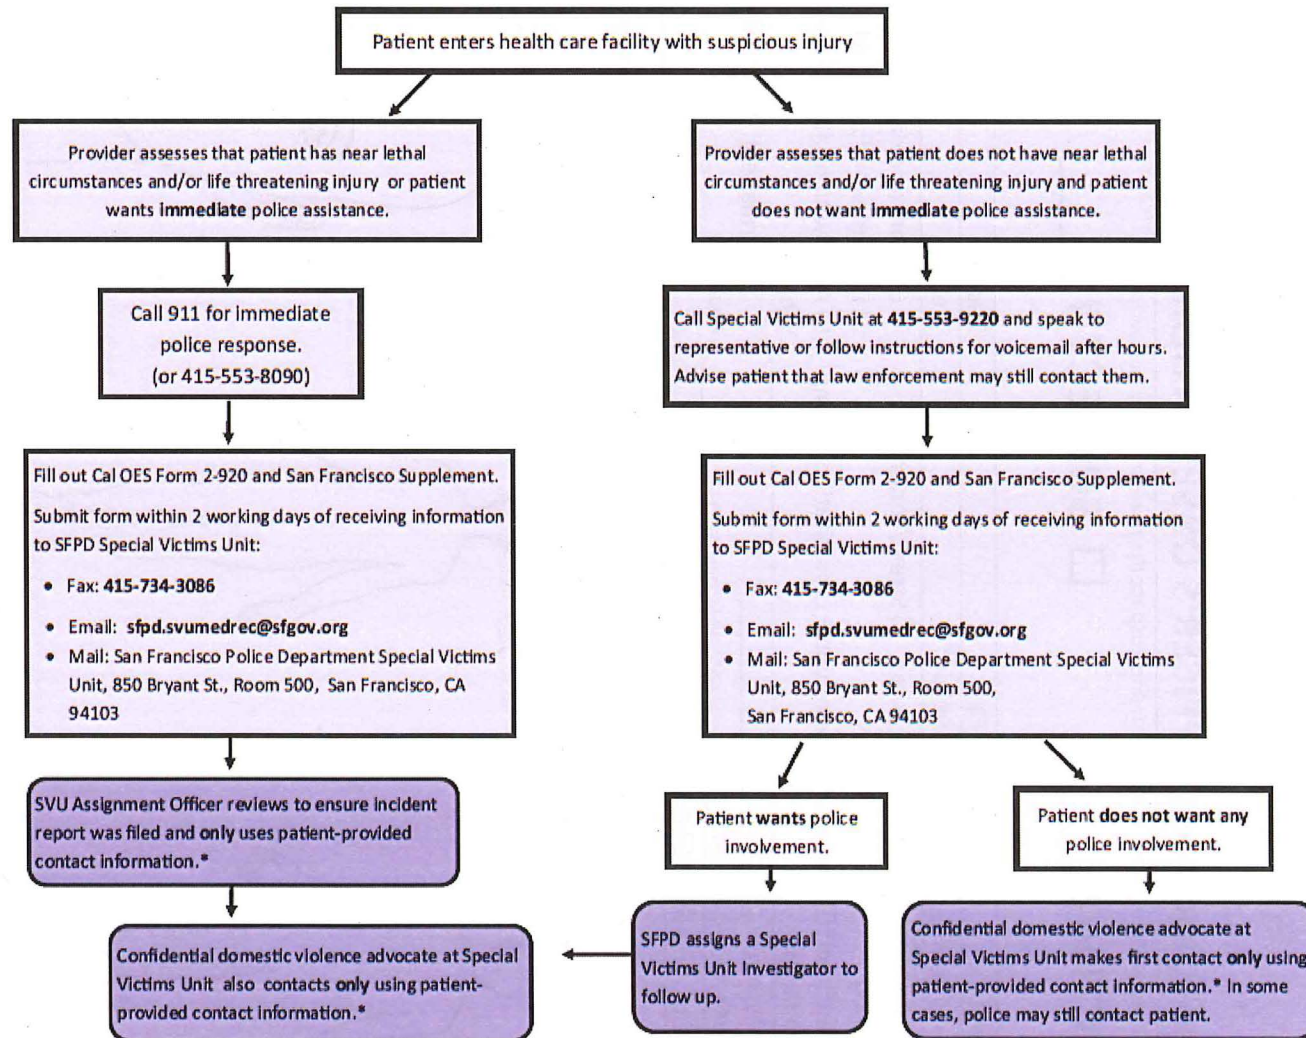 Patient enters health care facility with suspicious injury
Provider assesses that patient has near lethal
circumstances and/or life threatening injury or patient
wants immediate police assistance.
Provider assesses that patient does not have near lethal
circumstances and/or life threatening injury and patient
does not want immediate police assistance.
Call 911 for immediate
police response.
(or 415-553-8090)
Call Special Victims Unit at 415-553-9220 and speak to
representative or follow instructions for voicemail after hours.
Advise patient that law enforcement may still contact them.
Fill out Cal OES Form 2-920 and San Francisco Supplement.
Submit form within 2 working days of receiving information
to SFPD Special Victims Unit:
• Fax: 415-734-3086
• Email: sfpd.svumedrec@sfgov.org
• Mail: San Francisco Police Department Special Victims
Unit, 850 Bryant St., Room 500, San Francisco, CA
94103
Fill out Cal OES Form 2-920 and San Francisco Supplement.
Submit form within 2 working days of receiving information
to SFPD Special Victims Unit:
• Fax: 415-734-3086
• Email: sfpd.svumedrec@sfgov.org
• Mail: San Francisco Police Department Special Victims
Unit, 850 Bryant St., Room 500,
San Francisco, CA 94103
SVU Assignment Officer reviews to ensure incident
report was filed and only uses patient-provided
contact information.*
Patient wants police
involvement.
Patient does not want any
police involvement.
Confidential domestic violence advocate at Special
Victims Unit also contacts only using patient-
provided contact information.*
SFPD assigns a Special
Victims Unit Investigator to
follow up.
Confidential domestic violence advocate at
Special Victims Unit makes first contact only using
patient-provided contact information.* In some
cases, police may still contact patient.